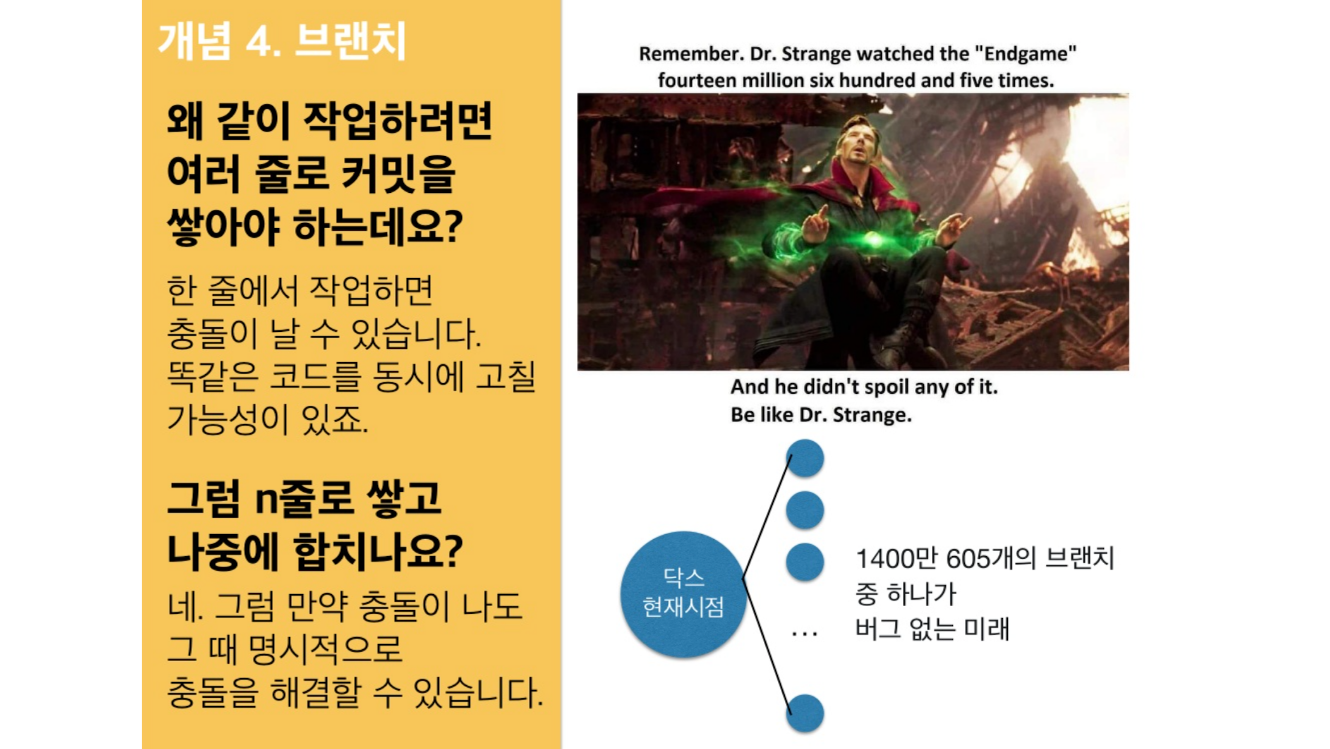 개념 4. 브랜치
왜 같이 작업하려면
여러 줄로 커밋을
쌓아야 하는데요?
한 줄에서 작업하면
충돌이 날 수 있습니다.
똑같은 코드를 동시에 고칠
가능성이 있죠.
그럼 n줄로 쌓고
나중에 합치나요?
네. 그럼 만약 충돌이 나도
그 때 명시적으로
충돌을 해결할 수 있습니다.
Remember. Dr. Strange watched the "Endgame"
fourteen million six hundred and five times.
And he didn't spoil any of it.
Be like Dr. Strange.
닥스
현재시점
1400만 605개의 브랜치
중 하나가
... 버그 없는 미래